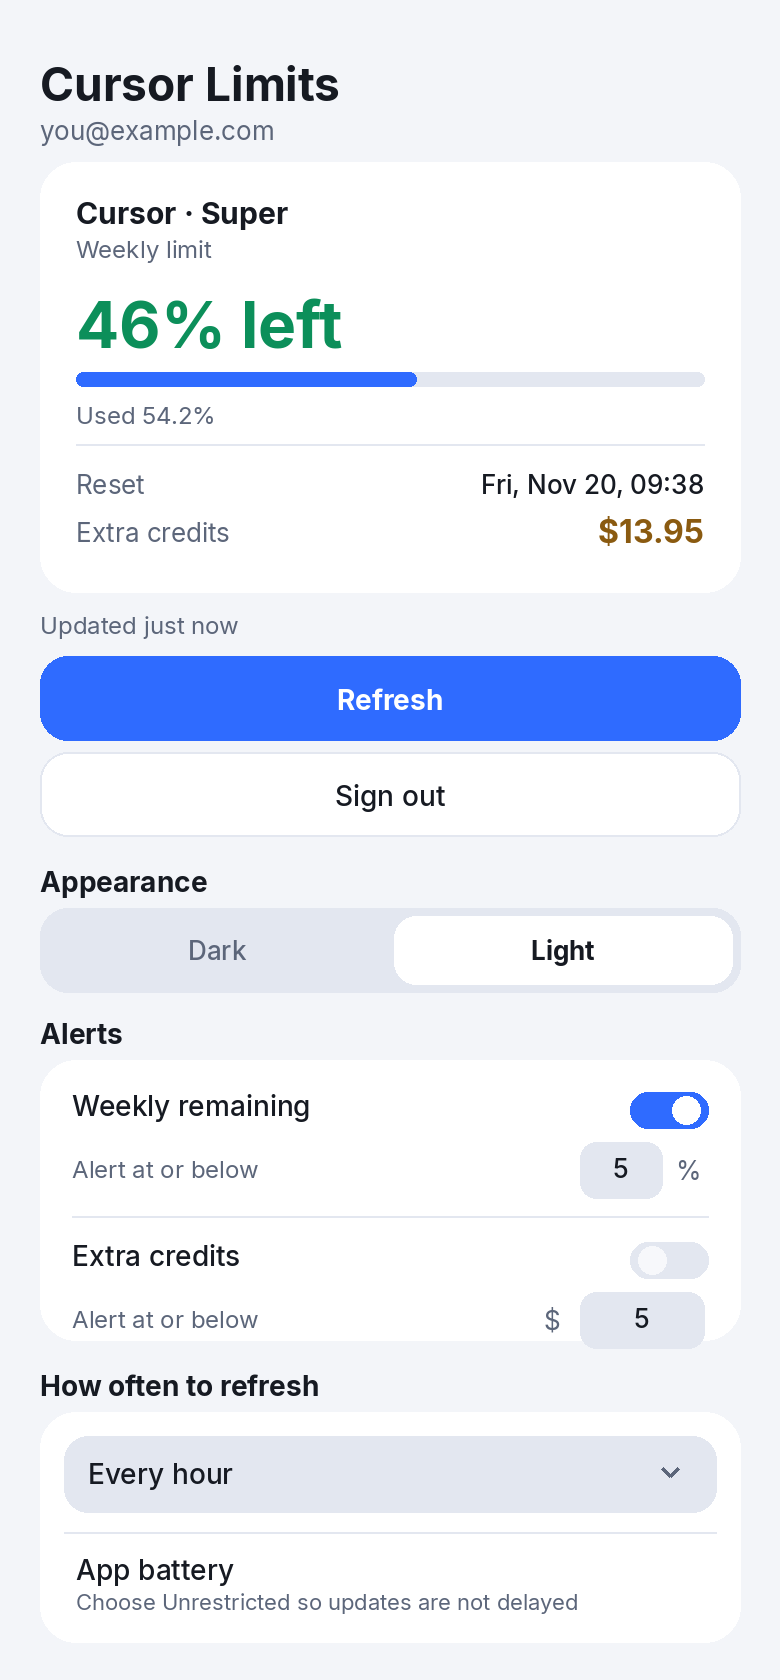 Cursor Limits
you@example.com
Cursor · Super
Weekly limit
46% left
Used 54.2%
Reset Fri, Nov 20, 09:38
Extra credits $13.95
Updated just now
Refresh
Sign out
Appearance
Dark Light
Alerts
Weekly remaining
Alert at or below 5 %
Extra credits
Alert at or below $ 5
How often to refresh
Every hour
App battery
Choose Unrestricted so updates are not delayed